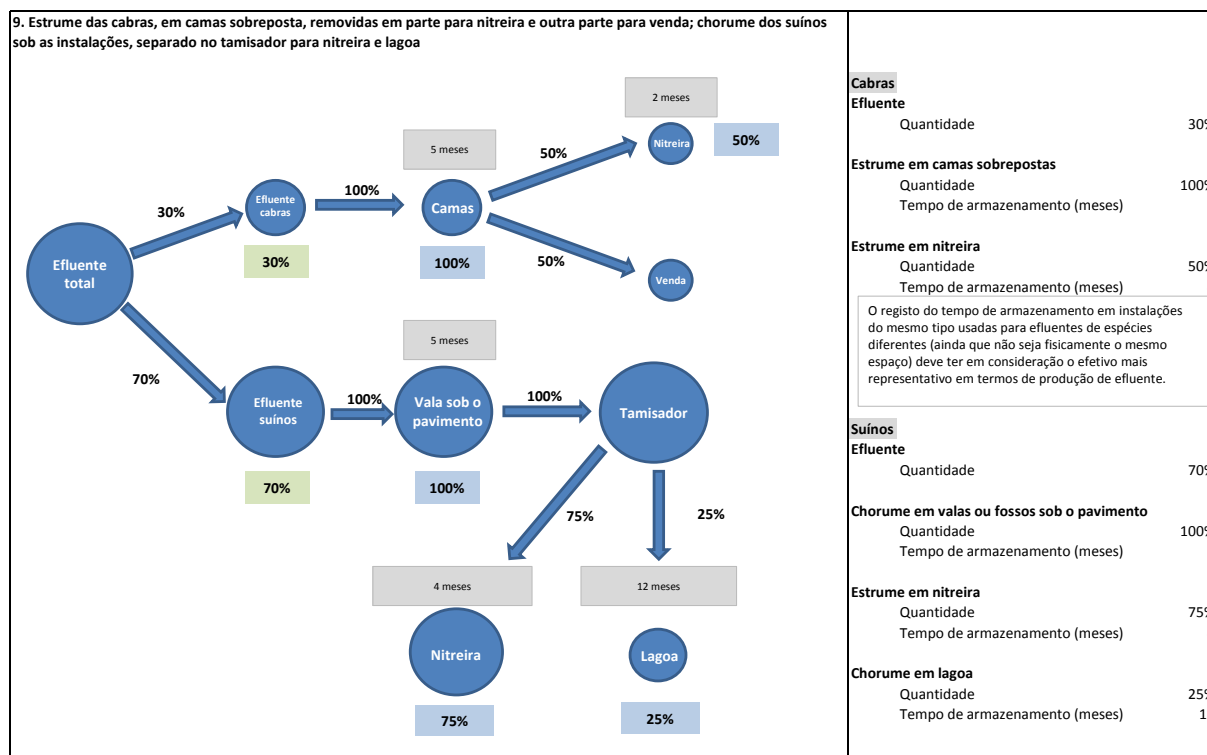 9. Estrume das cabras, em camas sobreposta, removidas em parte para nitreira e outra parte para venda; chorume dos suínos
sob as instalações, separado no tamisador para nitreira e lagoa
2 meses
Nitreira
50%
5 meses
50%
Efluente
cabras
100%
Camas
30%
30%
100%
50%
Venda
Efluente
total
5 meses
70%
Efluente
suínos
100%
Vala sob o
pavimento
100%
Tamisador
70%
100%
75%
25%
4 meses
12 meses
Nitreira
Lagoa
75%
25%
Cabras
Efluente
Quantidade 30%
Estrume em camas sobrepostas
Quantidade 100%
Tempo de armazenamento (meses)
Estrume em nitreira
Quantidade 50%
Tempo de armazenamento (meses)
O registo do tempo de armazenamento em instalações
do mesmo tipo usadas para efluentes de espécies
diferentes (ainda que não seja fisicamente o mesmo
espaço) deve ter em consideração o efetivo mais
representativo em termos de produção de efluente.
Suínos
Efluente
Quantidade 70%
Chorume em valas ou fossos sob o pavimento
Quantidade 100%
Tempo de armazenamento (meses)
Estrume em nitreira
Quantidade 75%
Tempo de armazenamento (meses)
Chorume em lagoa
Quantidade 25%
Tempo de armazenamento (meses) 1